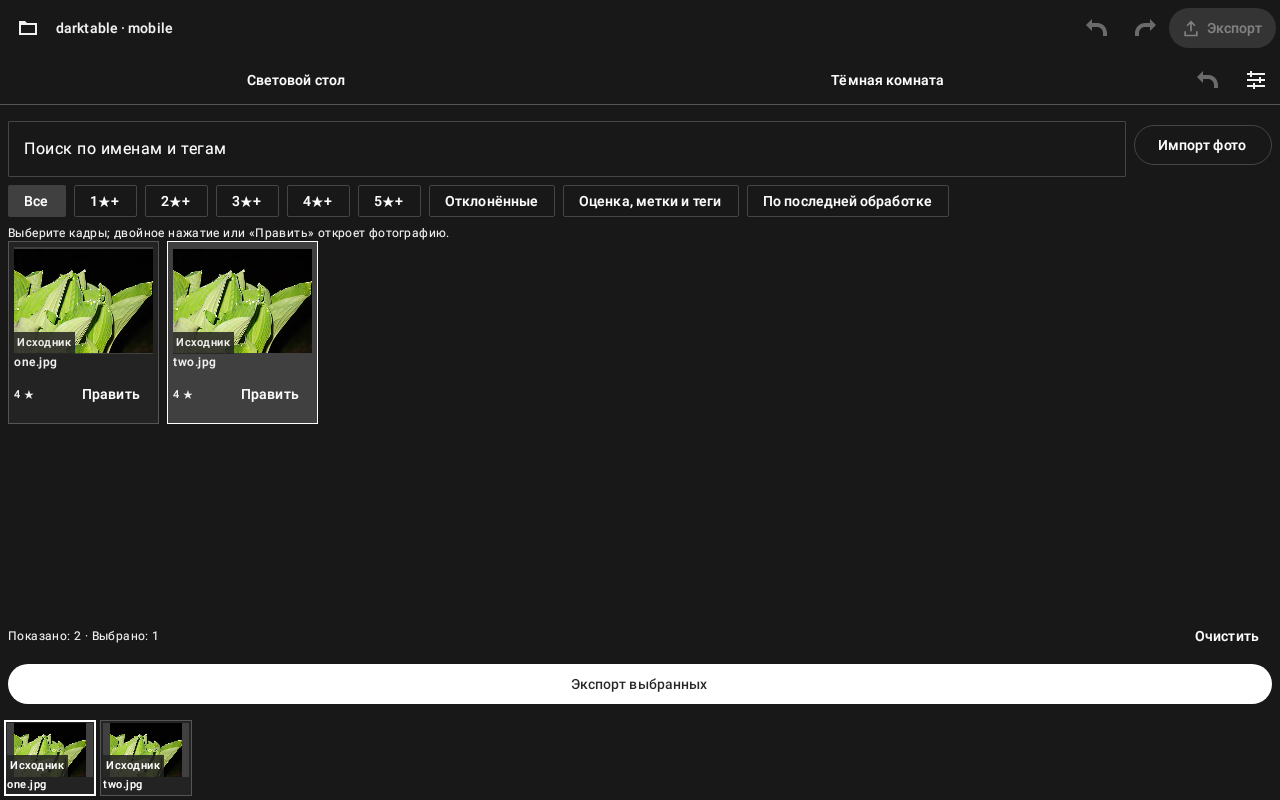 darktable · mobile
Экспорт
Световой стол
Тёмная комната
Поиск по именам и тегам
Импорт фото
Все
1★+
2★+
3★+
4★+
5★+
Отклонённые
Оценка, метки и теги
По последней обработке
Выберите кадры; двойное нажатие или «Править» откроет фотографию.
Исходник
one.jpg
4 ★
Править
Исходник
two.jpg
4 ★
Править
Показано: 2 · Выбрано: 1
Очистить
Экспорт выбранных
Исходник
one.jpg
Исходник
two.jpg